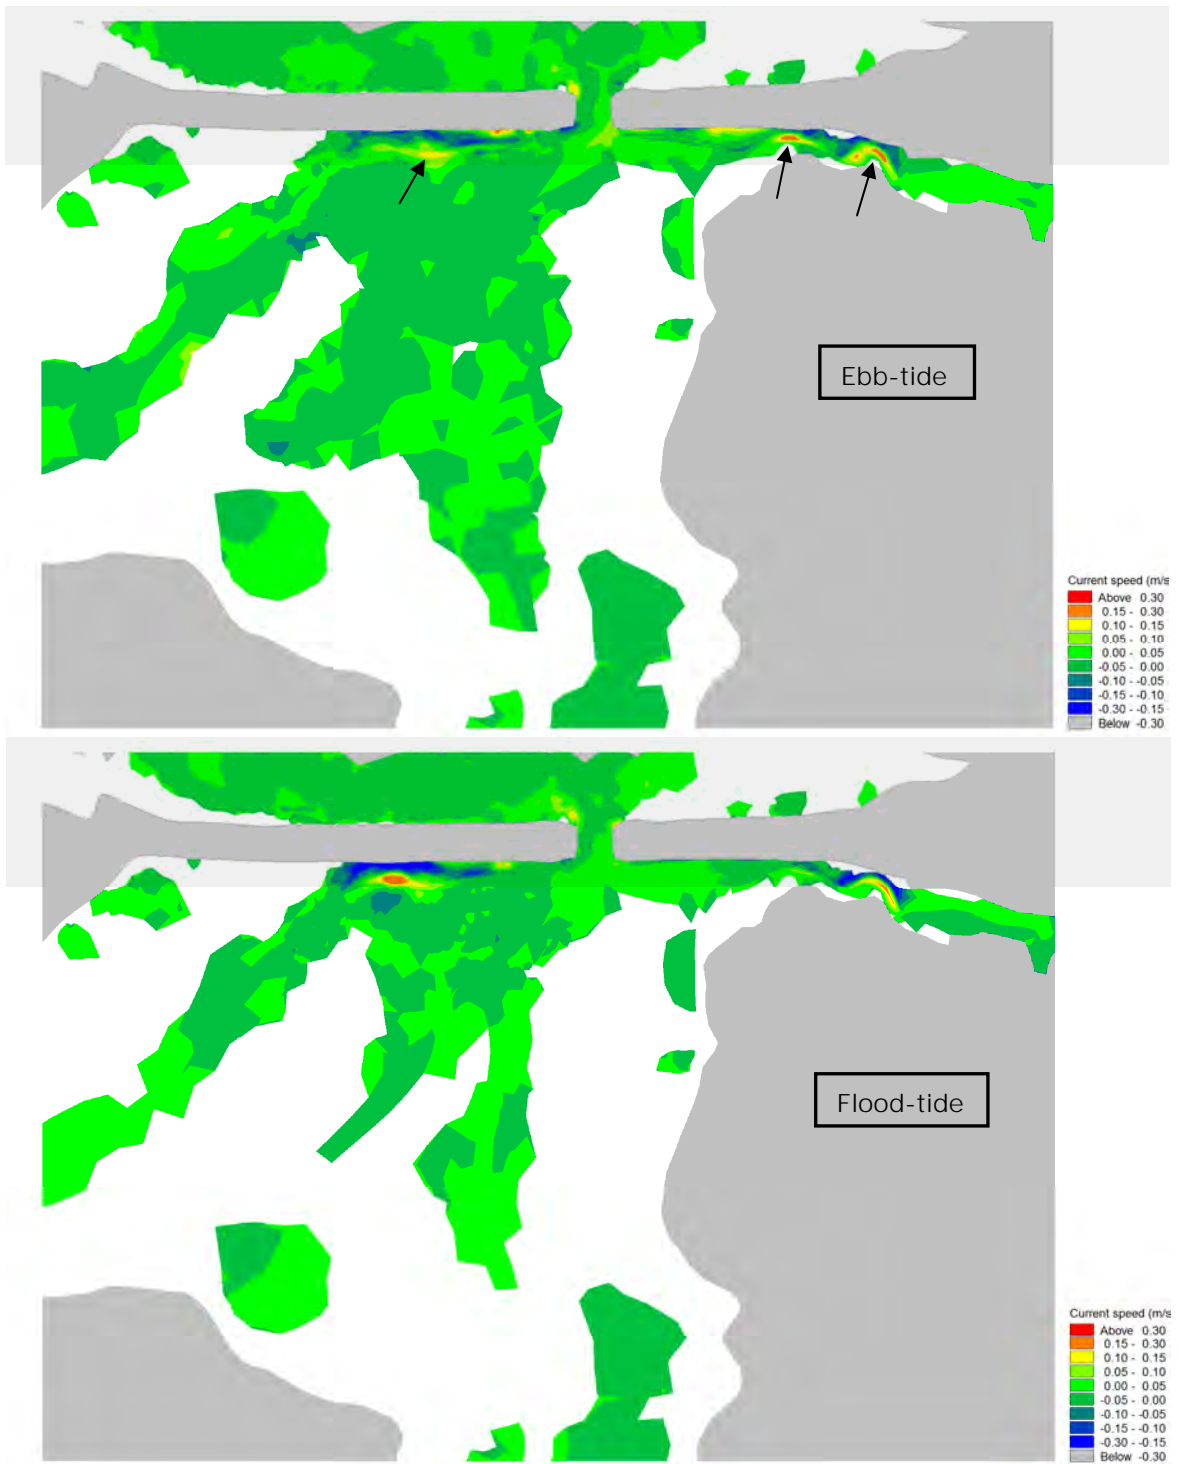 Ebb-tide
Current speed (m/s
Above 0.30
0.15 - 0.30
0.10 - 0.15
0.05 - 0.10
0.00 - 0.05
-0.05 - 0.00
-0.10 - -0.05
-0.15 - -0.10
-0.30 - -0.15
Below -0.30
Flood-tide
Current speed (m/s
Above 0.30
0.15 - 0.30
0.10 - 0.15
0.05 - 0.10
0.00 - 0.05
-0.05 - 0.00
-0.10 - -0.05
-0.15 - -0.10
-0.30 - -0.15
Below -0.30